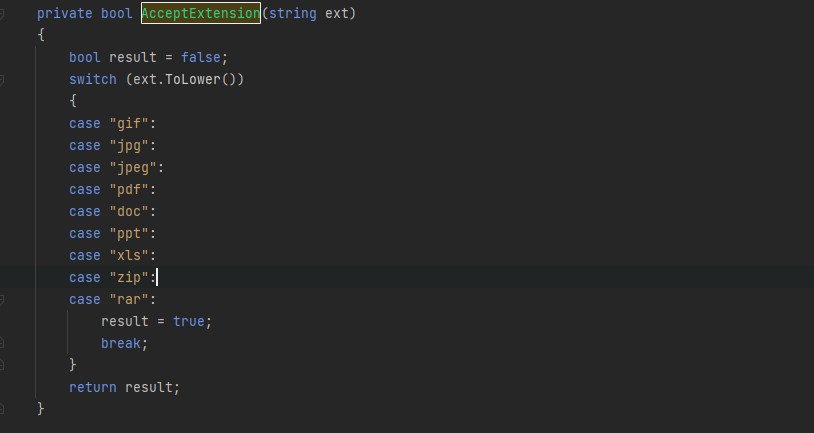 private bool AcceptExtension(string ext)
{
bool result = false;
switch (ext.ToLower())
{
case "gif":
case "jpg":
case "jpeg":
case "pdf":
case "doc":
case "ppt":
case "xls":
case "zip":
case "rar":
result = true;
break;
}
return result;
}